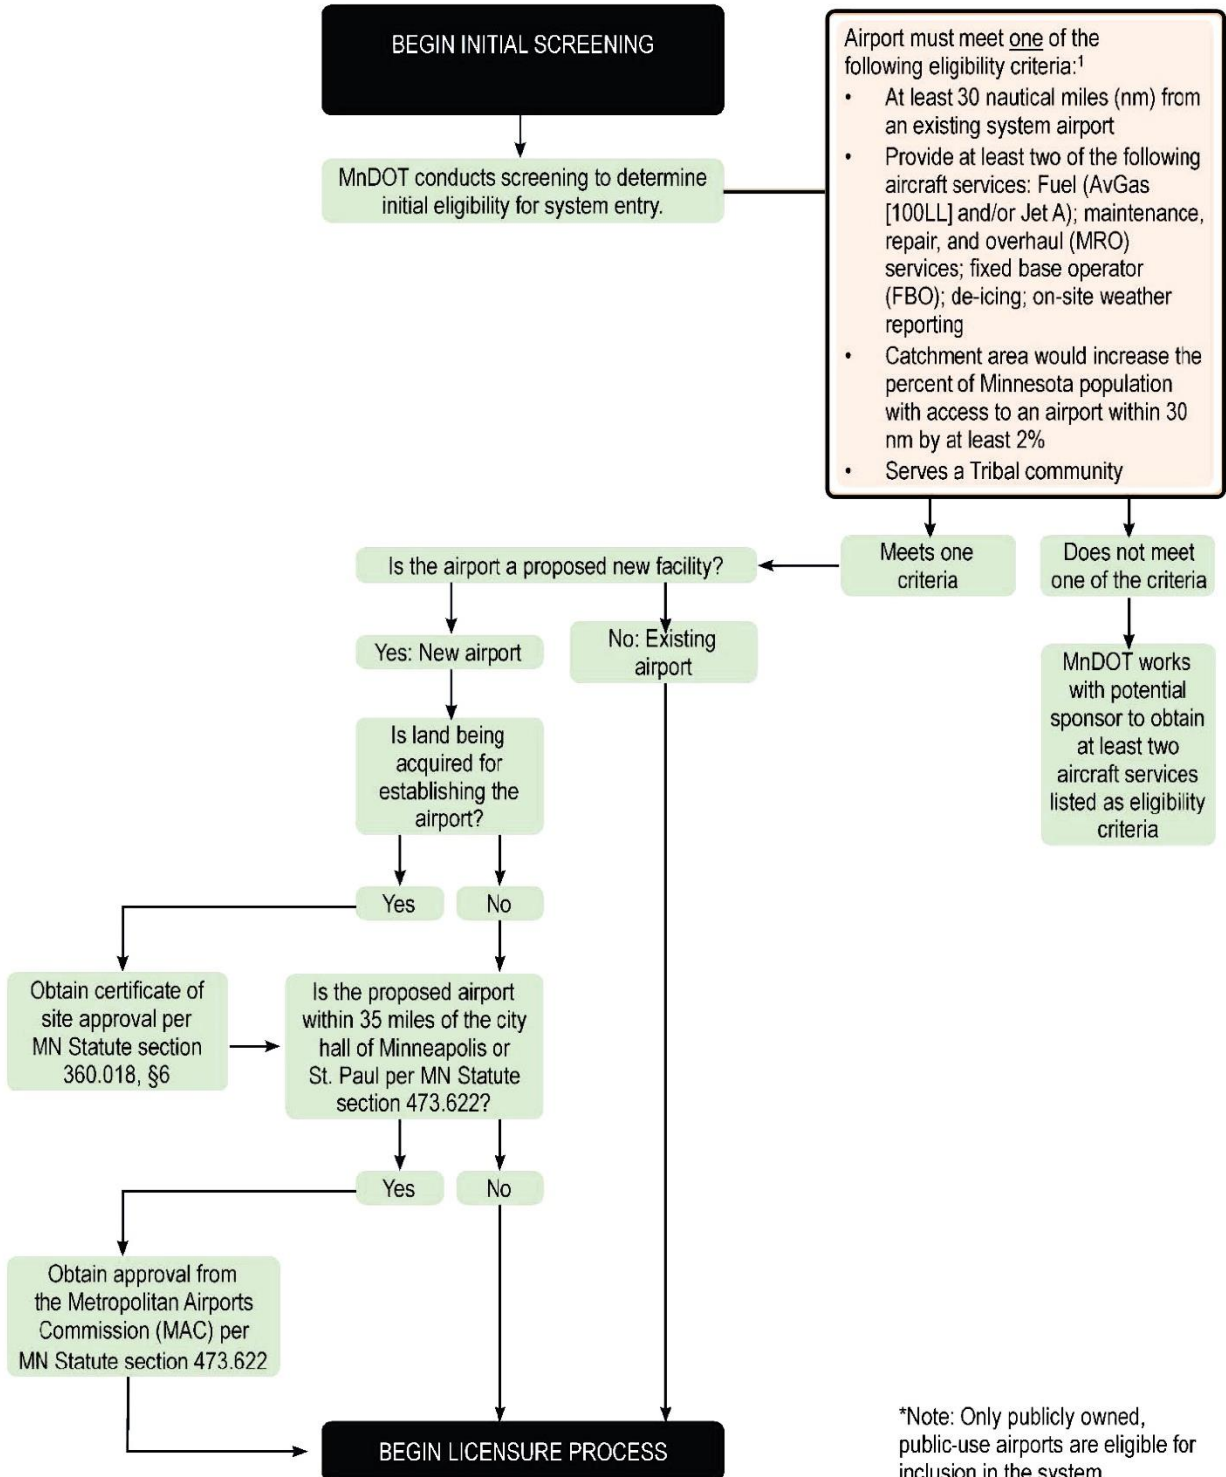 BEGIN INITIAL SCREENING
MnDOT conducts screening to determine
initial eligibility for system entry.
Airport must meet one of the
following eligibility criteria:¹
• At least 30 nautical miles (nm) from
an existing system airport
• Provide at least two of the following
aircraft services: Fuel (AvGas
[100LL] and/or Jet A); maintenance,
repair, and overhaul (MRO)
services; fixed base operator
(FBO); de-icing; on-site weather
reporting
• Catchment area would increase the
percent of Minnesota population
with access to an airport within 30
nm by at least 2%
• Serves a Tribal community
Meets one
criteria
Does not meet
one of the criteria
MnDOT works
with potential
sponsor to obtain
at least two
aircraft services
listed as eligibility
criteria
Is the airport a proposed new facility?
Yes: New airport
No: Existing
airport
Is land being
acquired for
establishing the
airport?
Yes
No
Obtain certificate of
site approval per
MN Statute section
360.018, §6
Is the proposed airport
within 35 miles of the city
hall of Minneapolis or
St. Paul per MN Statute
section 473.622?
Yes
No
Obtain approval from
the Metropolitan Airports
Commission (MAC) per
MN Statute section 473.622
BEGIN LICENSURE PROCESS
*Note: Only publicly owned,
public-use airports are eligible for
inclusion in the system